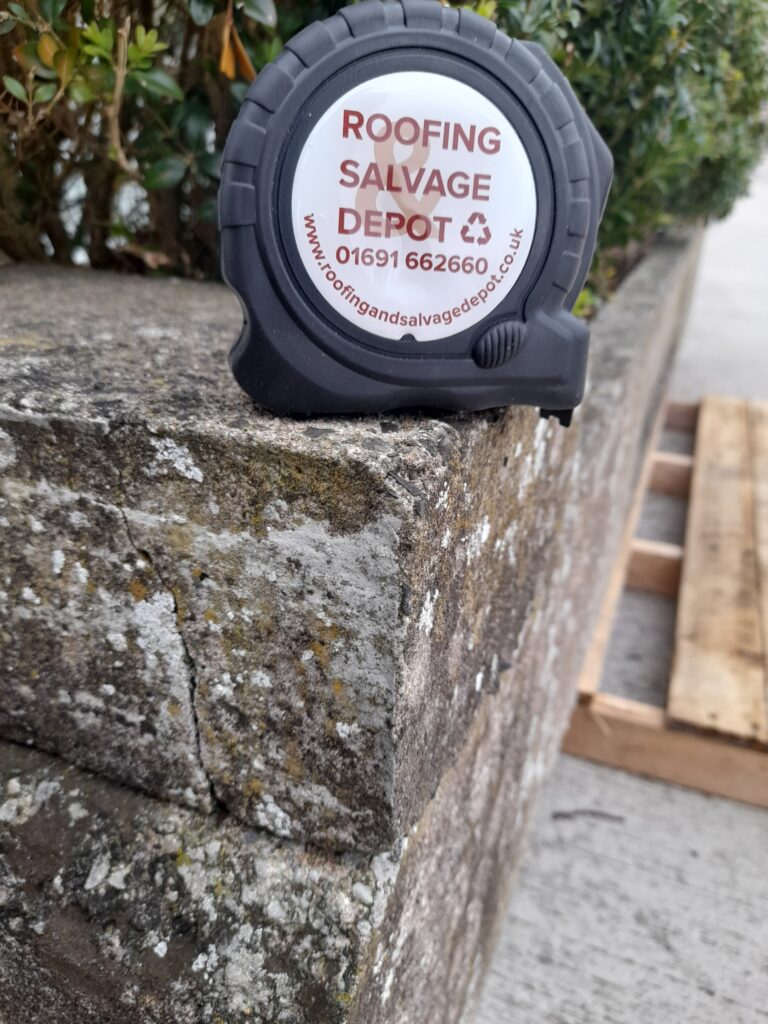 ROOFING
& SALVAGE
DEPOT
01691 662660
www.roofingandsalvagedepot.co.uk